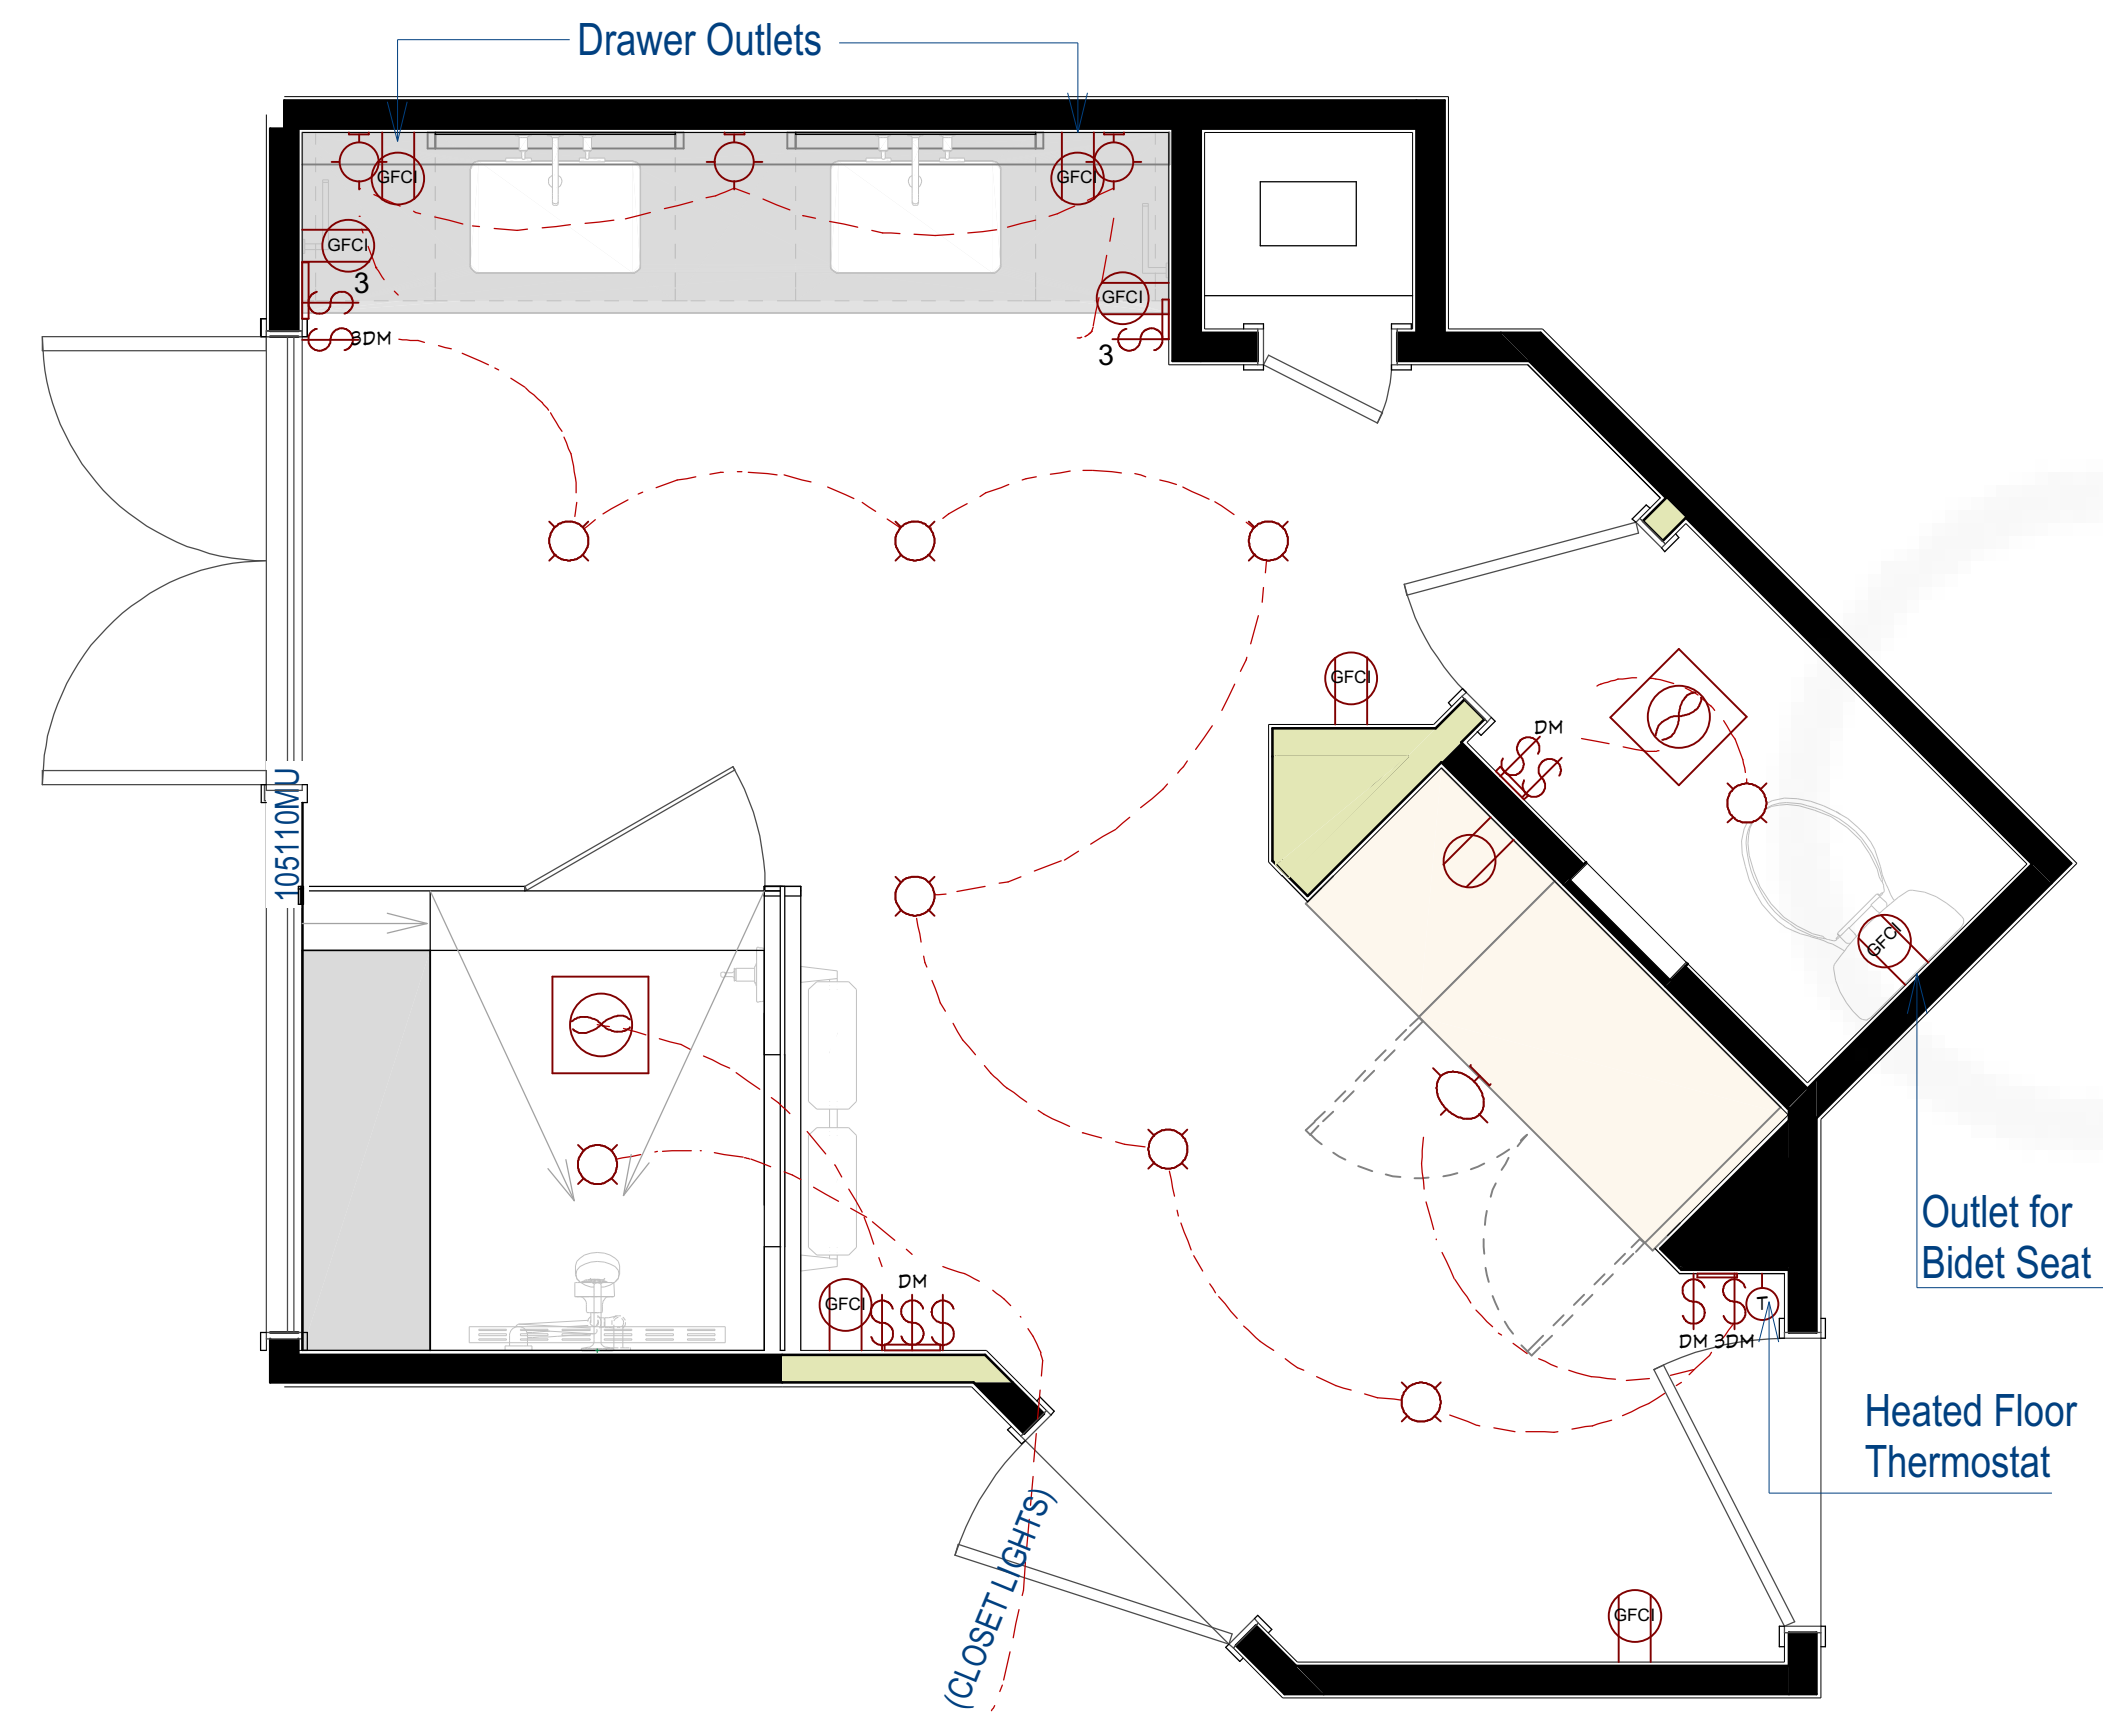 Drawer Outlets
GFCI
GFCI
GFCI
3
GFCI
3DM
3
GFCI
DM
105110MU
GFCI
Outlet for
Bidet Seat
DM
GFCI
$$$
$ $
T
DM 3DM
Heated Floor
Thermostat
(CLOSET LIGHTS)
GFCI